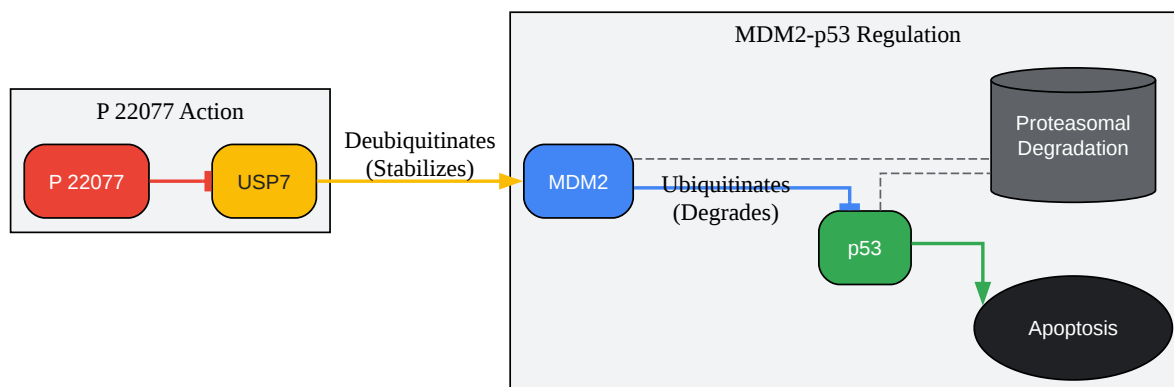 MDM2-p53 Regulation
P 22077 Action
P 22077
USP7
Deubiquitinates
(Stabilizes)
MDM2
Ubiquitinates
(Degrades)
Proteasomal
Degradation
p53
Apoptosis